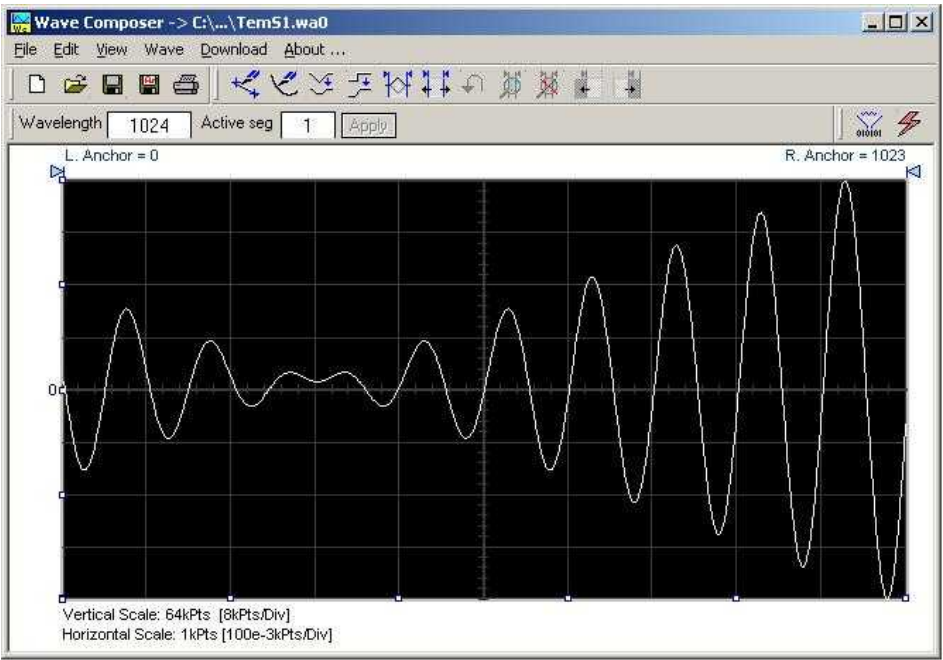 Wave Composer -> C:\...\TemS1.wa0
File Edit View Wave Download About ...
Wavelength 1024 Active seg 1 Apply
010101
L. Anchor = 0 R. Anchor = 1023
0
Vertical Scale: 64kPts [8kPts/Div]
Horizontal Scale: 1kPts [100e-3kPts/Div]